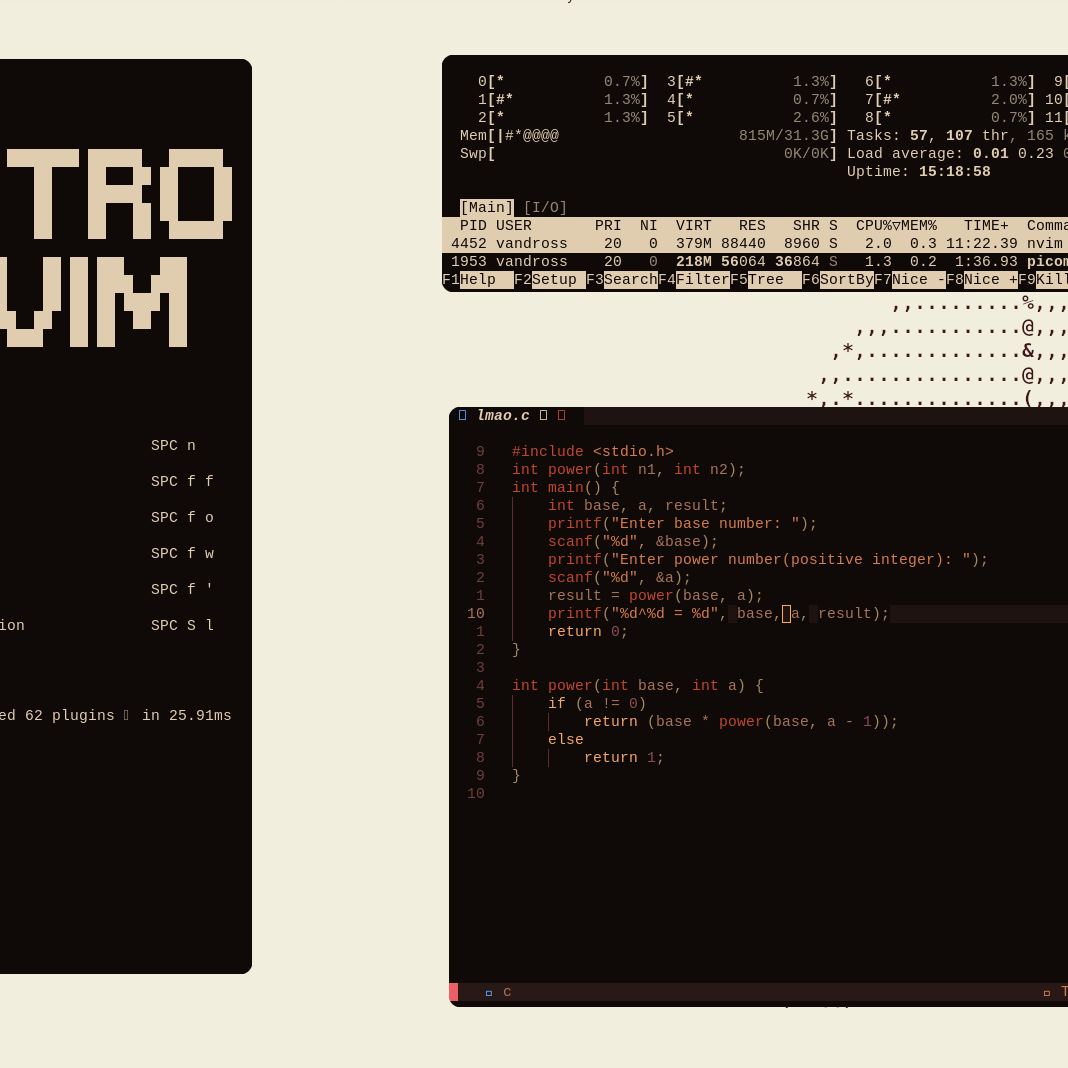 TRO
VIM
SPC n
SPC f f
SPC f o
SPC f w
SPC f '
ion SPC S l
ed 62 plugins in 25.91ms
0[* 0.7%] 3[#* 1.3%] 6[* 1.3%] 9[
1[#* 1.3%] 4[* 0.7%] 7[#* 2.0%] 10[
2[* 1.3%] 5[* 2.6%] 8[* 0.7%] 11[
Mem[|#*@@@@ 815M/31.3G] Tasks: 57, 107 thr, 165 k
Swp[ 0K/0K] Load average: 0.01 0.23 0
Uptime: 15:18:58
[Main] [I/O]
PID USER PRI NI VIRT RES SHR S CPU%▽MEM% TIME+ Comma
4452 vandross 20 0 379M 88440 8960 S 2.0 0.3 11:22.39 nvim
1953 vandross 20 0 218M 56064 36864 S 1.3 0.2 1:36.93 picom
F1Help F2Setup F3SearchF4FilterF5Tree F6SortByF7Nice -F8Nice +F9Kill
,,.........%,,,
,,,............@,,,
,*,.............&,,,
,,...............@,,,
*,.*..............(,,,
lmao.c
9 #include <stdio.h>
8 int power(int n1, int n2);
7 int main() {
6 int base, a, result;
5 printf("Enter base number: ");
4 scanf("%d", &base);
3 printf("Enter power number(positive integer): ");
2 scanf("%d", &a);
1 result = power(base, a);
10 printf("%d^%d = %d", base, a, result);
1 return 0;
2 }
3
4 int power(int base, int a) {
5 if (a != 0)
6 return (base * power(base, a - 1));
7 else
8 return 1;
9 }
10
c T